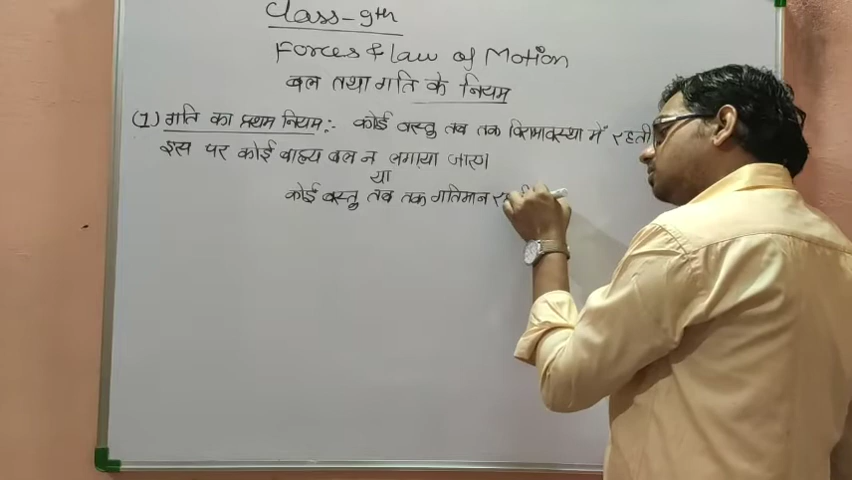 Class-9th
Forces & law of Motion
बल तथा गति के नियम
(1) गति का प्रथम नियम :- कोई वस्तु तब तक विरामावस्था में रहती
इस पर कोई बाह्य बल न लगाया जाए।
या
कोई वस्तु तब तक गतिमान